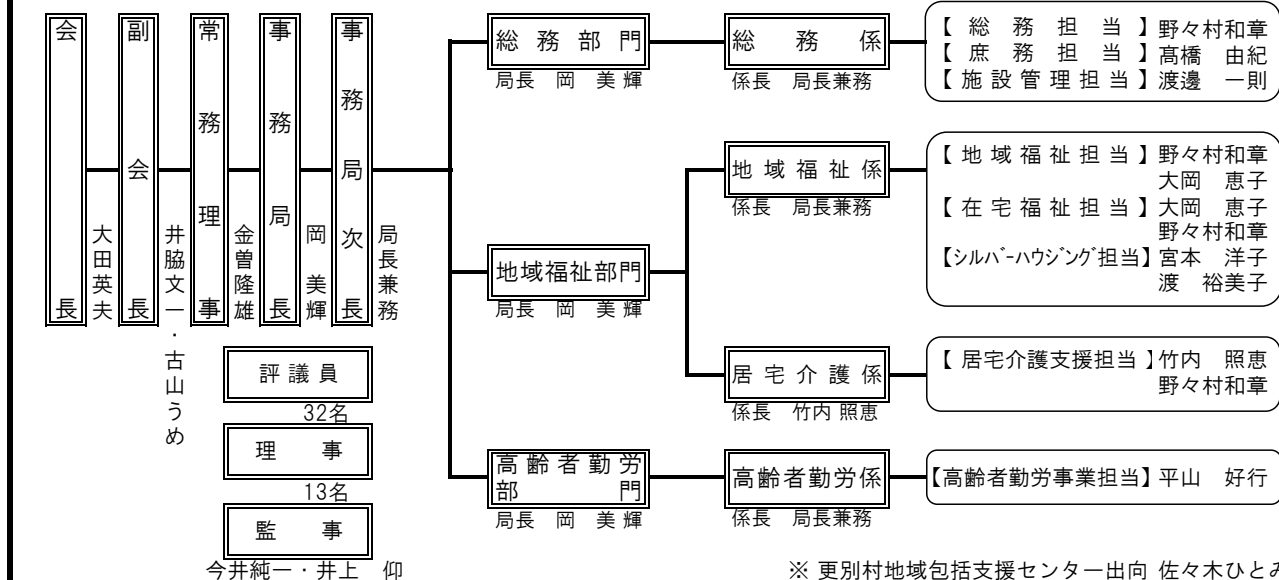 会長
大田英夫
副会長
井脇文一・古山うめ
常務理事
金曽隆雄
事務局長
岡 美輝
事務局次長
局長兼務
評議員
32名
理 事
13名
監 事
今井純一・井上 仰
総務部門
局長 岡 美輝
総務係
係長 局長兼務
【総務担当】野々村和章
【庶務担当】髙橋 由紀
【施設管理担当】渡邊 一則
地域福祉部門
局長 岡 美輝
地域福祉係
係長 局長兼務
【地域福祉担当】野々村和章
大岡 恵子
【在宅福祉担当】大岡 恵子
野々村和章
【シルバーハウジング担当】宮本 洋子
渡 裕美子
居宅介護係
係長 竹内 照恵
【居宅介護支援担当】竹内 照恵
野々村和章
高齢者勤労
部門
局長 岡 美輝
高齢者勤労係
係長 局長兼務
【高齢者勤労事業担当】平山 好行
※ 更別村地域包括支援センター出向 佐々木ひとみ